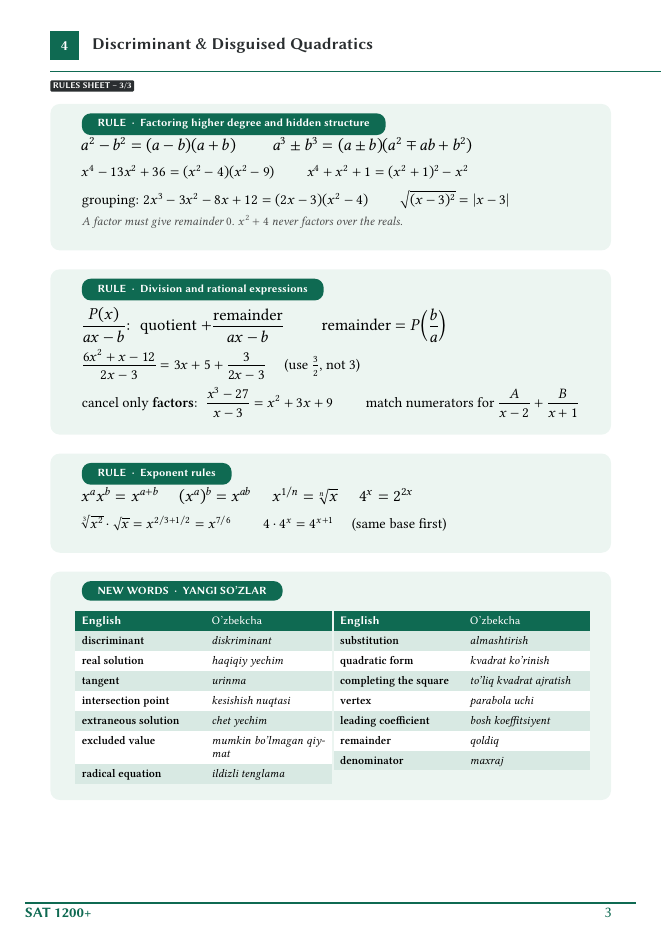 4 Discriminant & Disguised Quadratics
RULES SHEET – 3/3
RULE · Factoring higher degree and hidden structure
a² − b² = (a − b)(a + b) a³ ± b³ = (a ± b)(a² ∓ ab + b²)
x⁴ − 13x² + 36 = (x² − 4)(x² − 9) x⁴ + x² + 1 = (x² + 1)² − x²
grouping: 2x³ − 3x² − 8x + 12 = (2x − 3)(x² − 4) √(x − 3)² = |x − 3|
A factor must give remainder 0. x² + 4 never factors over the reals.
RULE · Division and rational expressions
P(x)/(ax − b): quotient + remainder/(ax − b) remainder = P(b/a)
(6x² + x − 12)/(2x − 3) = 3x + 5 + 3/(2x − 3) (use 3/2, not 3)
cancel only factors: (x³ − 27)/(x − 3) = x² + 3x + 9 match numerators for A/(x − 2) + B/(x + 1)
RULE · Exponent rules
xᵃxᵇ = xᵃ⁺ᵇ (xᵃ)ᵇ = xᵃᵇ x^(1/n) = ⁿ√x 4ˣ = 2²ˣ
³√x² · √x = x^(2/3+1/2) = x^(7/6) 4 · 4ˣ = 4ˣ⁺¹ (same base first)
NEW WORDS · YANGI SO’ZLAR
English O’zbekcha English O’zbekcha
discriminant diskriminant substitution almashtirish
real solution haqiqiy yechim quadratic form kvadrat ko’rinish
tangent urinma completing the square to’liq kvadrat ajratish
intersection point kesishish nuqtasi vertex parabola uchi
extraneous solution chet yechim leading coefficient bosh koeffitsiyent
excluded value mumkin bo’lmagan qiy-
mat
remainder qoldiq
denominator maxraj
radical equation ildizli tenglama
SAT 1200+ 3